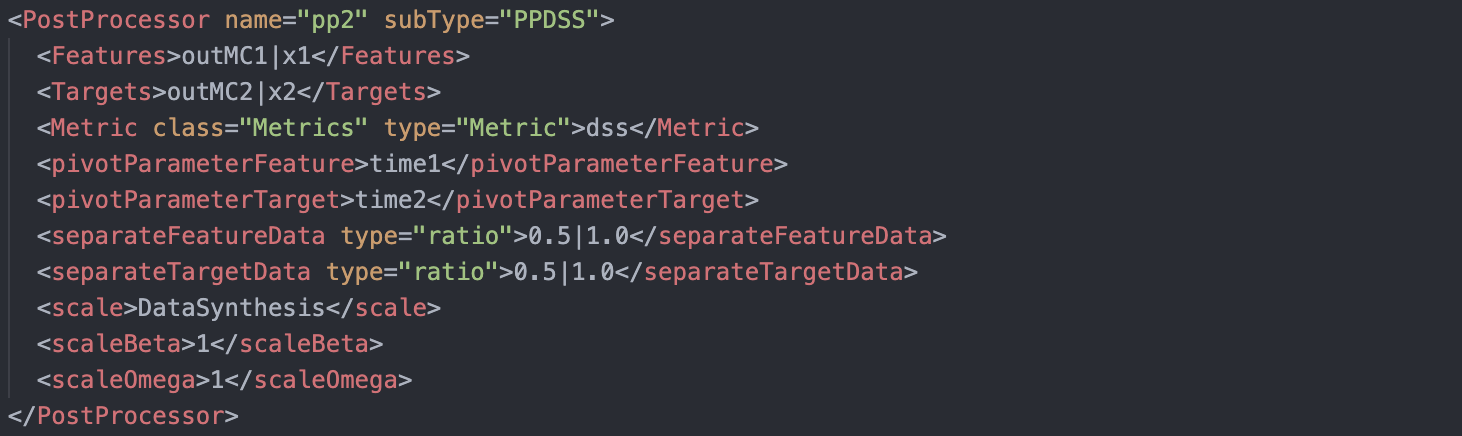 <PostProcessor name="pp2" subType="PPDSS">
  <Features>outMC1|x1</Features>
  <Targets>outMC2|x2</Targets>
  <Metric class="Metrics" type="Metric">dss</Metric>
  <pivotParameterFeature>time1</pivotParameterFeature>
  <pivotParameterTarget>time2</pivotParameterTarget>
  <separateFeatureData type="ratio">0.5|1.0</separateFeatureData>
  <separateTargetData type="ratio">0.5|1.0</separateTargetData>
  <scale>DataSynthesis</scale>
  <scaleBeta>1</scaleBeta>
  <scaleOmega>1</scaleOmega>
</PostProcessor>